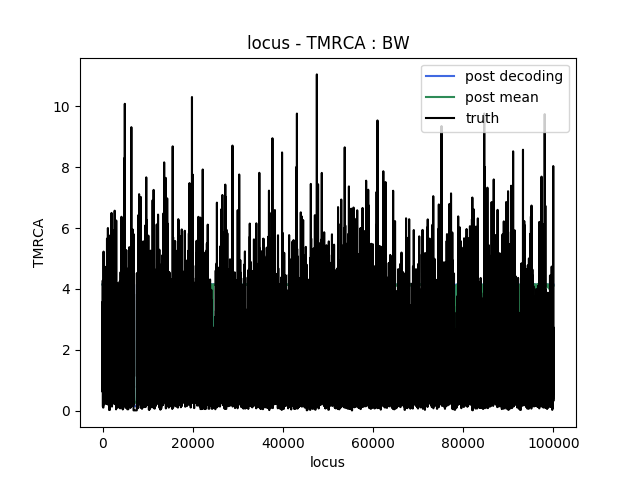 locus - TMRCA : BW
post decoding
post mean
truth
10
8
6
4
2
0
TMRCA
0 20000 40000 60000 80000 100000
locus